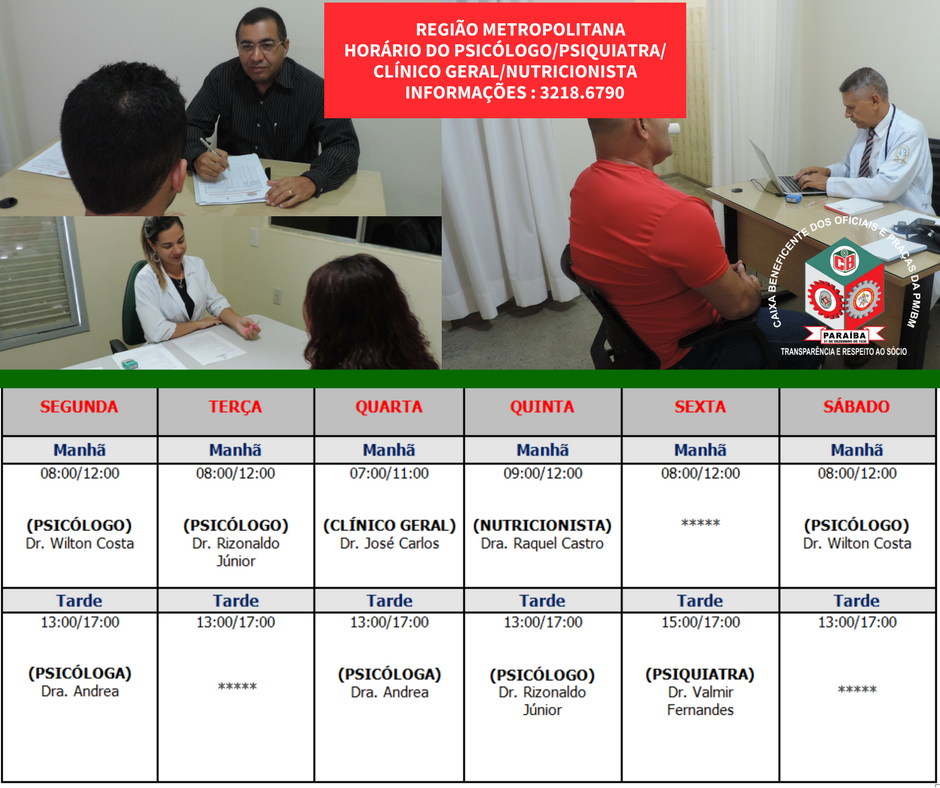 REGIÃO METROPOLITANA
HORÁRIO DO PSICÓLOGO/PSIQUIATRA/
CLÍNICO GERAL/NUTRICIONISTA
INFORMAÇÕES : 3218.6790
CAIXA BENEFICENTE DOS OFICIAIS E PRAÇAS DA PM/BM
CB
PARAÍBA
TRANSPARÊNCIA E RESPEITO AO SÓCIO
SEGUNDA TERÇA QUARTA QUINTA SEXTA SÁBADO
Manhã Manhã Manhã Manhã Manhã Manhã
08:00/12:00 08:00/12:00 07:00/11:00 09:00/12:00 08:00/12:00 08:00/12:00
(PSICÓLOGO) (PSICÓLOGO) (CLÍNICO GERAL) (NUTRICIONISTA) ***** (PSICÓLOGO)
Dr. Wilton Costa Dr. Rizonaldo Dr. José Carlos Dra. Raquel Castro Dr. Wilton Costa
Júnior
Tarde Tarde Tarde Tarde Tarde Tarde
13:00/17:00 13:00/17:00 13:00/17:00 13:00/17:00 15:00/17:00 13:00/17:00
(PSICÓLOGA) ***** (PSICÓLOGA) (PSICÓLOGO) (PSIQUIATRA) *****
Dra. Andrea Dra. Andrea Dr. Rizonaldo Dr. Valmir
Júnior Fernandes